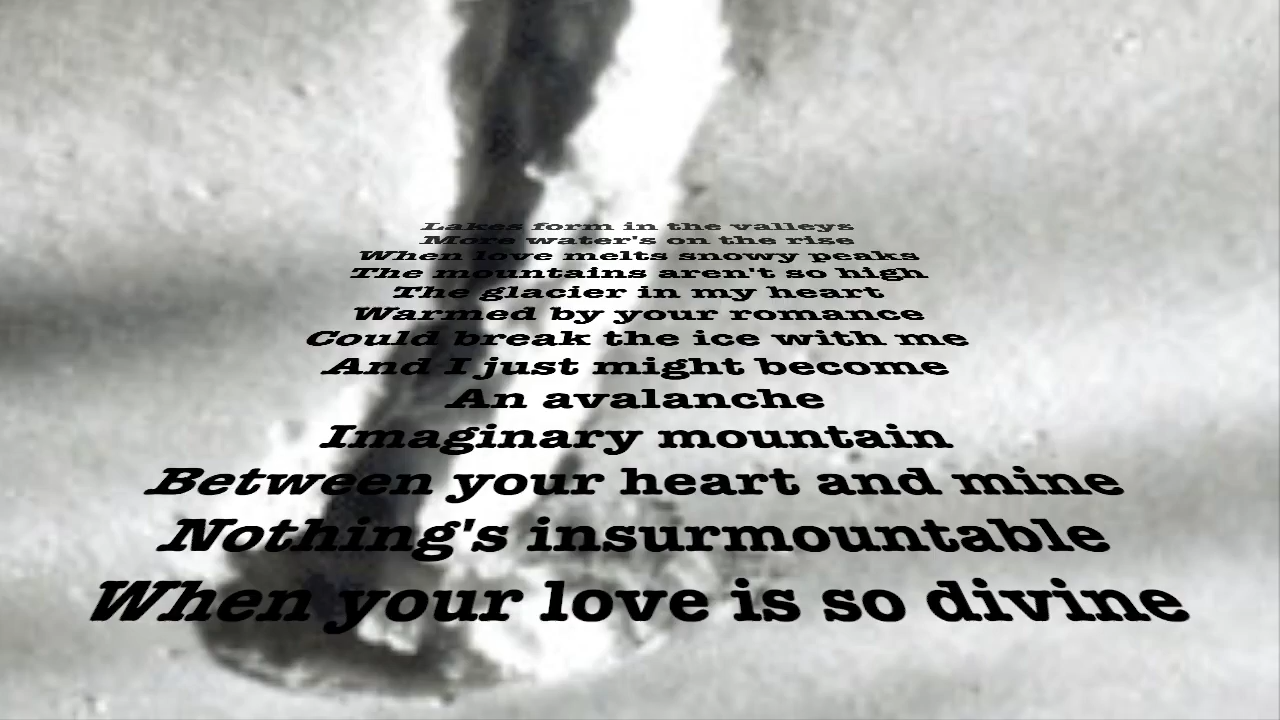 Lakes form in the valleys
More water's on the rise
When love melts snowy peaks
The mountains aren't so high
The glacier in my heart
Warmed by your romance
Could break the ice with me
And I just might become
An avalanche
Imaginary mountain
Between your heart and mine
Nothing's insurmountable
When your love is so divine